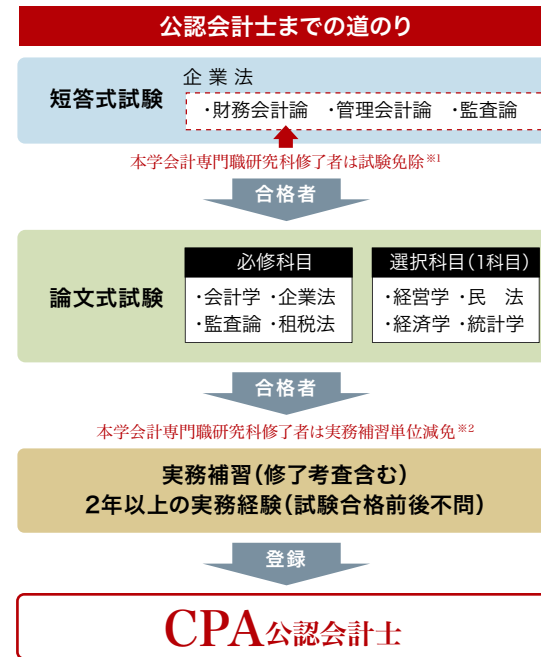 公認会計士までの道のり
短答式試験
企業法
・財務会計論 ・管理会計論 ・監査論
本学会計専門職研究科修了者は試験免除※1
合格者
論文式試験
必修科目
・会計学 ・企業法
・監査論 ・租税法
選択科目(1科目)
・経営学 ・民 法
・経済学 ・統計学
合格者
本学会計専門職研究科修了者は実務補習単位減免※2
実務補習(修了考査含む)
2年以上の実務経験(試験合格前後不問)
登録
CPA公認会計士